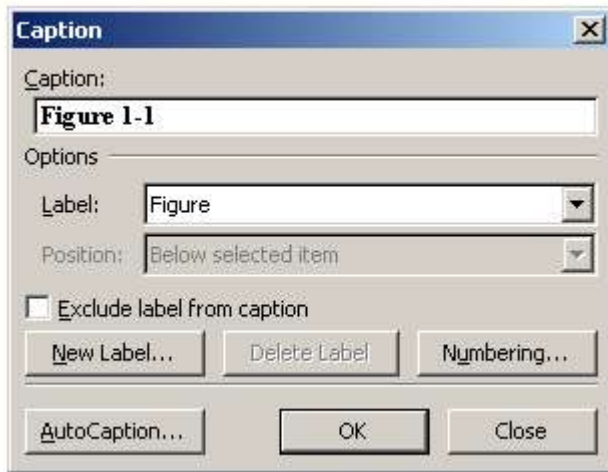 Caption
Caption:
Figure 1-1
Options
Label: Figure
Position: Below selected item
Exclude label from caption
New Label... Delete Label Numbering...
AutoCaption... OK Close